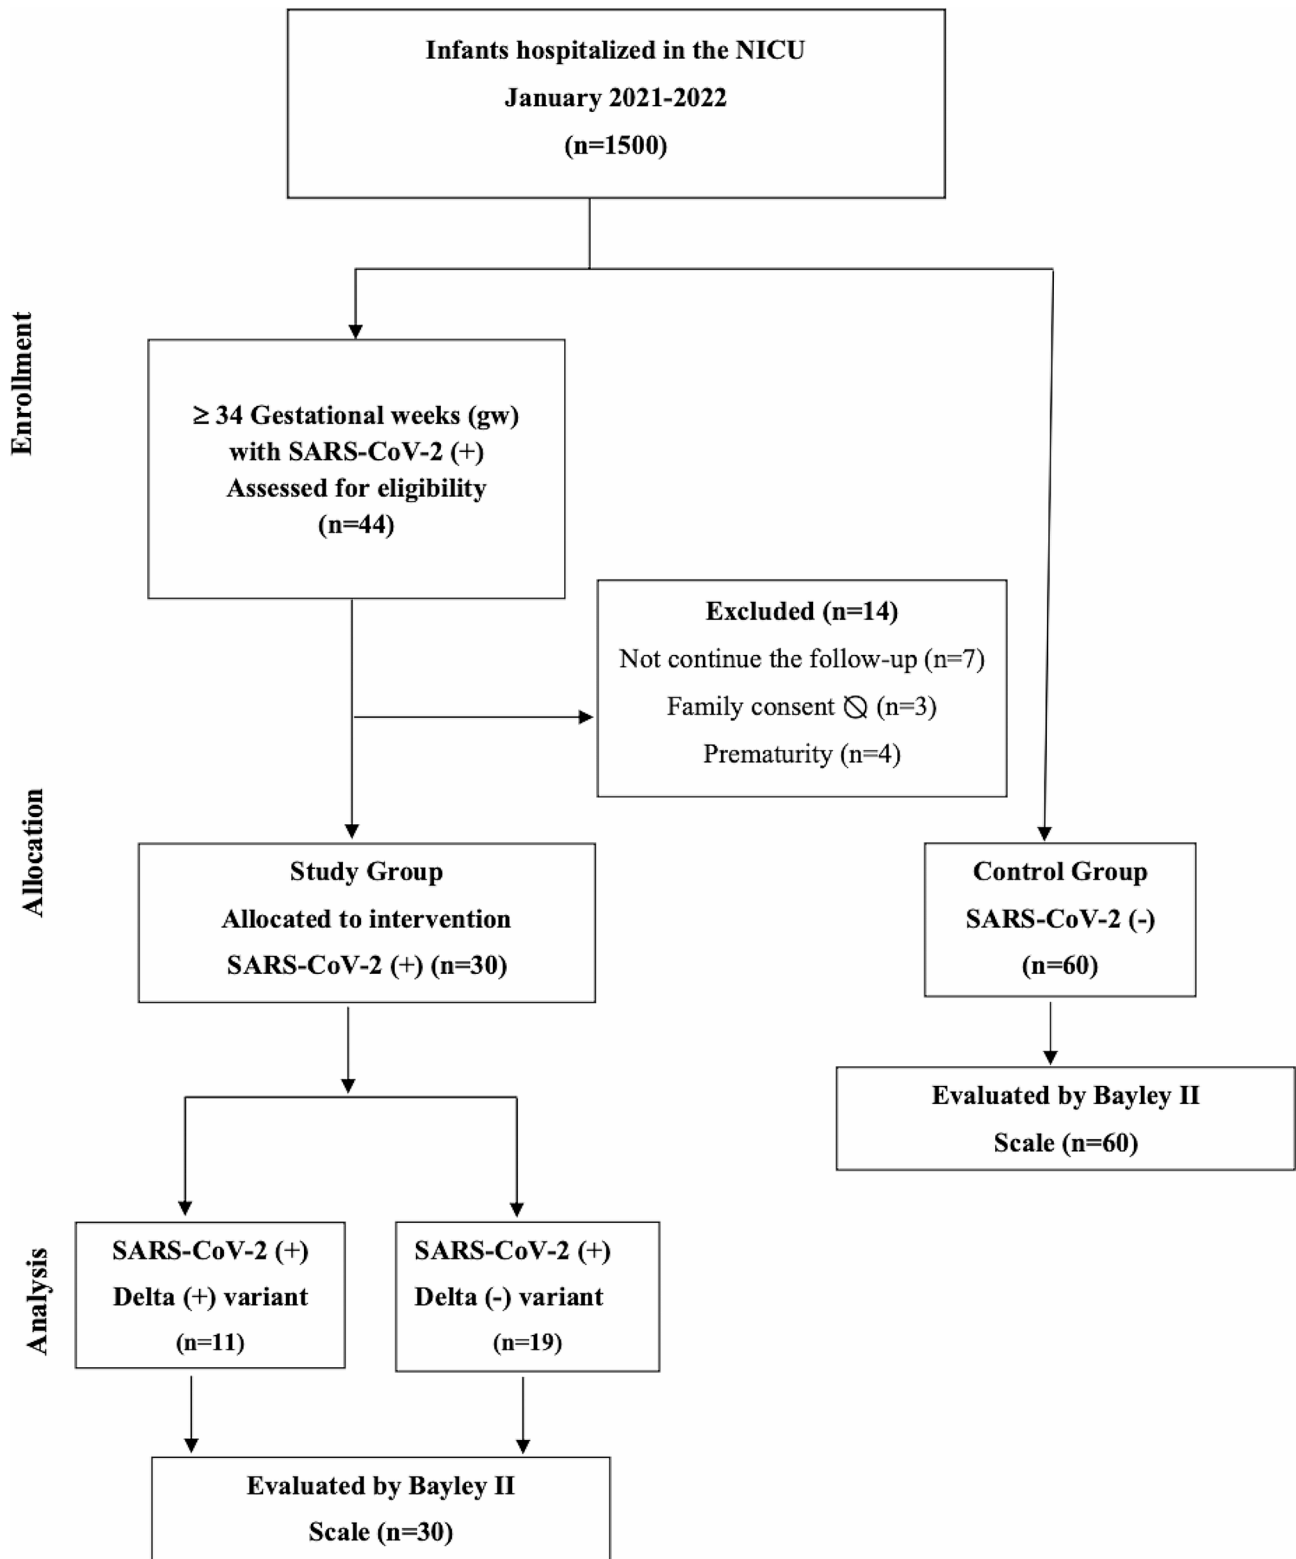 Infants hospitalized in the NICU
January 2021-2022
(n=1500)
Enrollment
≥ 34 Gestational weeks (gw)
with SARS-CoV-2 (+)
Assessed for eligibility
(n=44)
Excluded (n=14)
Not continue the follow-up (n=7)
Family consent ⦰ (n=3)
Prematurity (n=4)
Allocation
Study Group
Allocated to intervention
SARS-CoV-2 (+) (n=30)
Control Group
SARS-CoV-2 (-)
(n=60)
Evaluated by Bayley II
Scale (n=60)
Analysis
SARS-CoV-2 (+)
Delta (+) variant
(n=11)
SARS-CoV-2 (+)
Delta (-) variant
(n=19)
Evaluated by Bayley II
Scale (n=30)